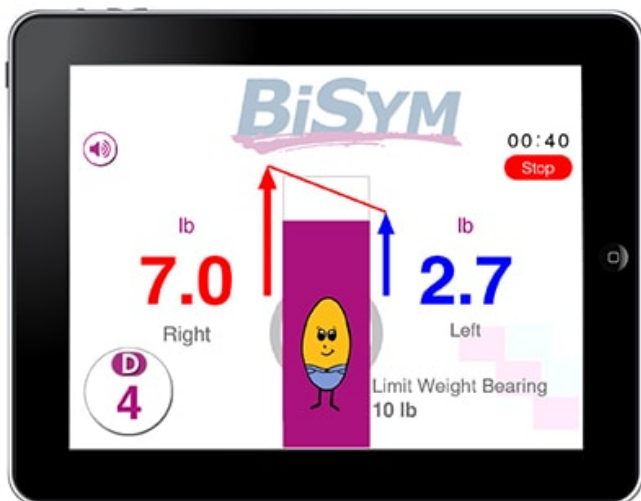 BiSym
00:40
Stop
lb
lb
7.0
2.7
Right
Left
D
4
Limit Weight Bearing
10 lb